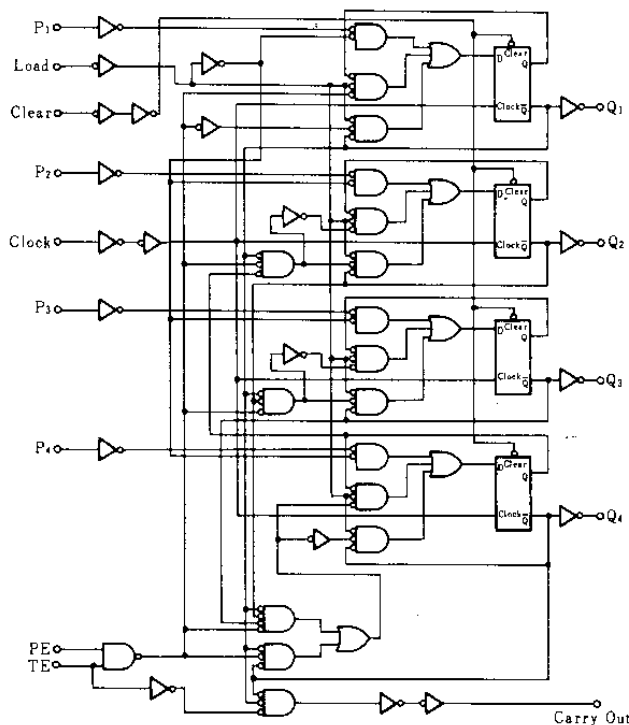 P1
Load
Clear
P2
Clock
P3
P4
PE
TE
D Clear
Q
Clock Q̅
Q1
D Clear
Q
Clock Q̅
Q2
D Clear
Q
Clock Q̅
Q3
D Clear
Q
Clock Q̅
Q4
Carry Out